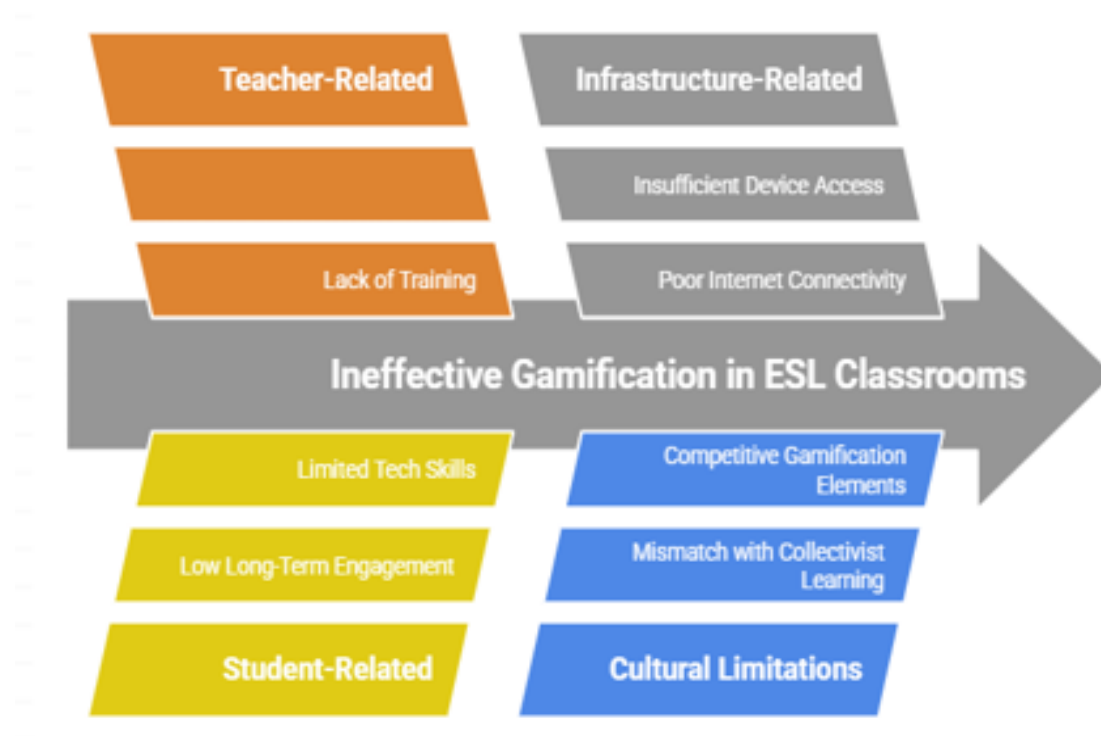 Teacher-Related
Infrastructure-Related
Insufficient Device Access
Lack of Training
Poor Internet Connectivity
Ineffective Gamification in ESL Classrooms
Limited Tech Skills
Competitive Gamification
Elements
Low Long-Term Engagement
Mismatch with Collectivist
Learning
Student-Related
Cultural Limitations